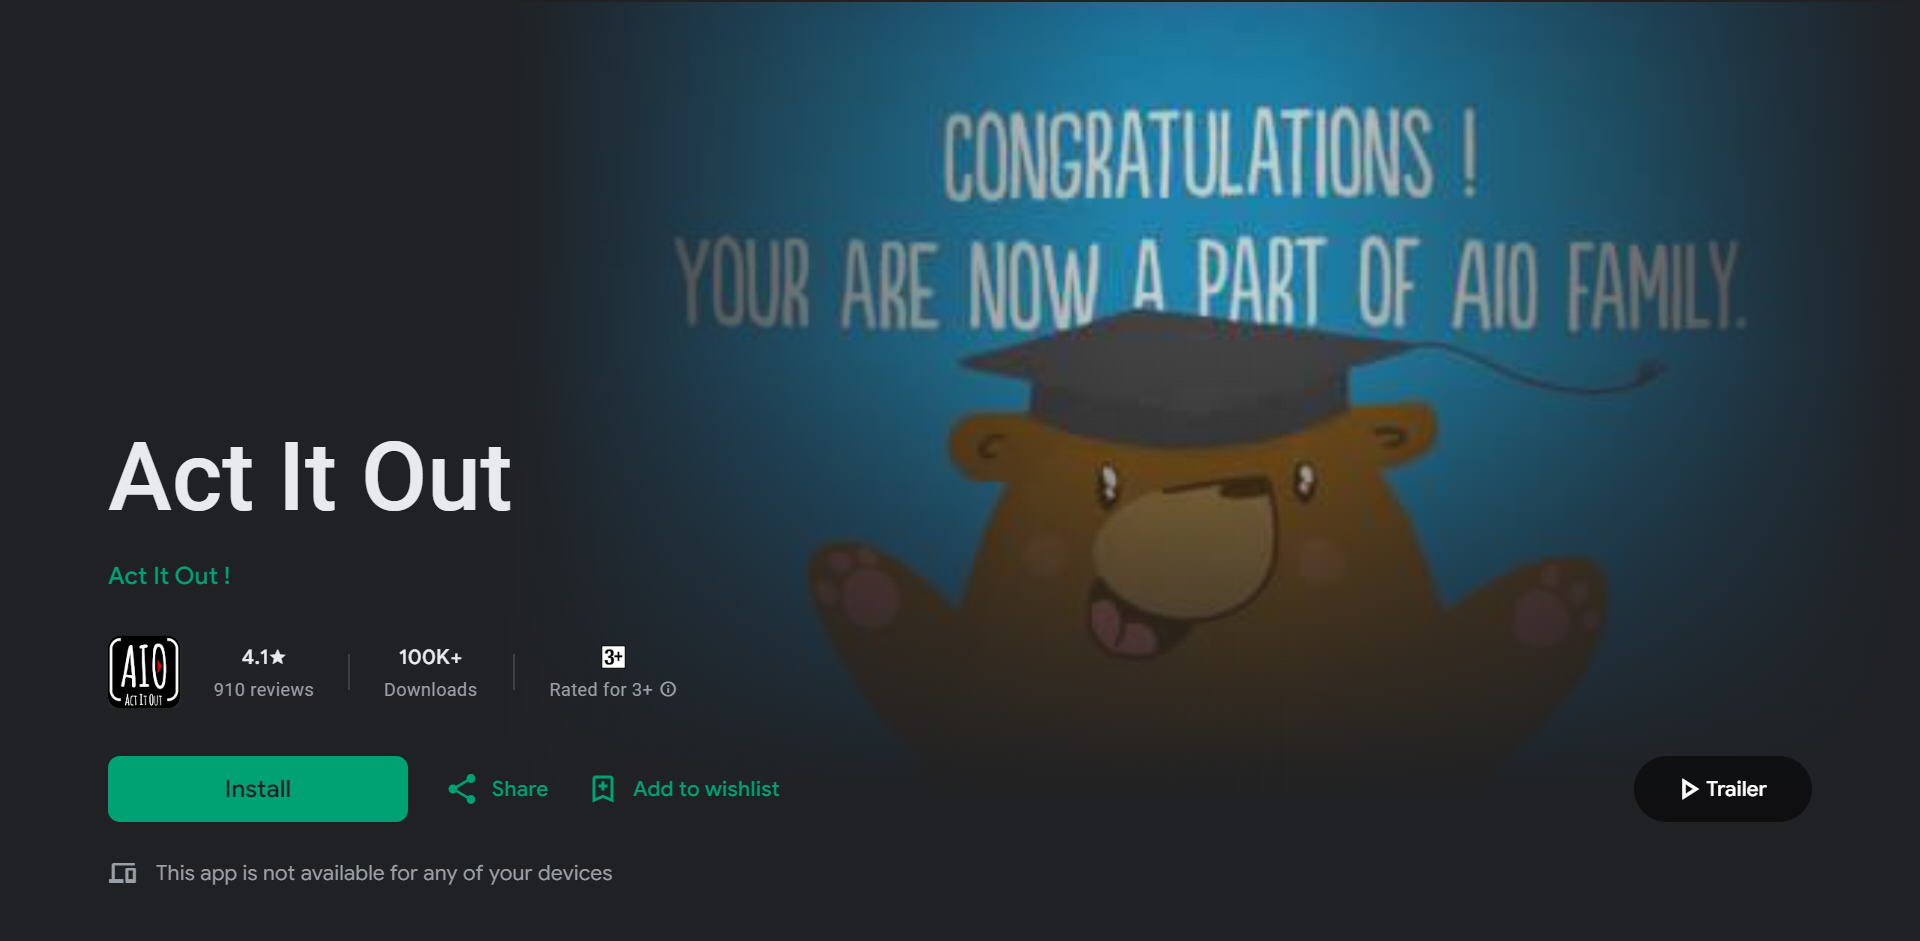 CONGRATULATIONS !
YOUR ARE NOW A PART OF AIO FAMILY.
Act It Out
Act It Out !
AIO
ACT IT OUT
4.1★
910 reviews
100K+
Downloads
3+
Rated for 3+
Install
Share
Add to wishlist
Trailer
This app is not available for any of your devices